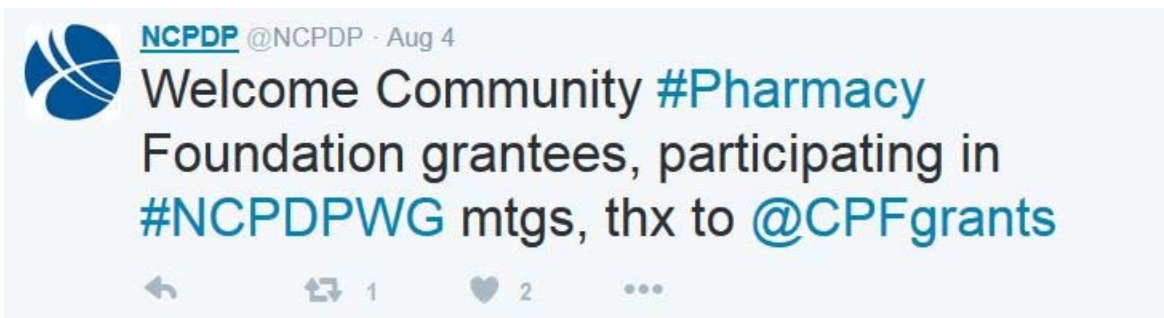 NCPDP @NCPDP · Aug 4
Welcome Community #Pharmacy
Foundation grantees, participating in
#NCPDPWG mtgs, thx to @CPFgrants
1 2